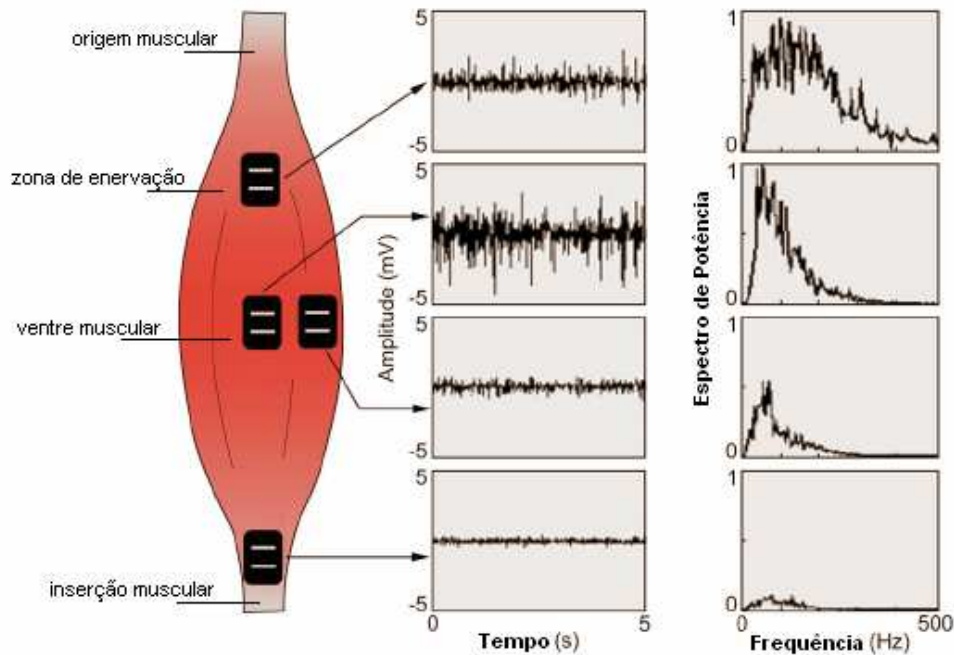 origem muscular
zona de enervação
ventre muscular
inserção muscular
5
-5
5
-5
5
-5
5
-5
0
5
Amplitude (mV)
Tempo (s)
1
0
1
0
1
0
1
0
0
500
Espectro de Potência
Frequência (Hz)